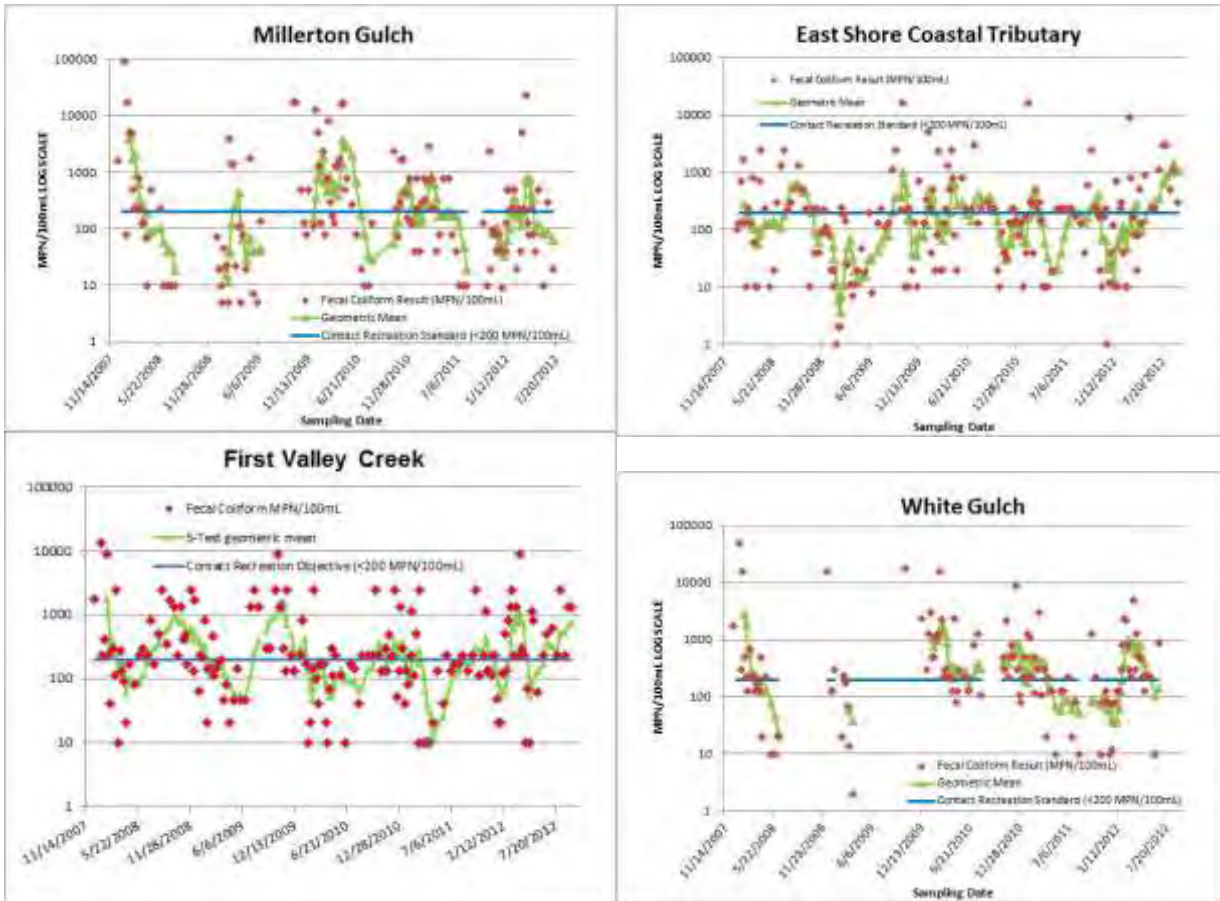 Millerton Gulch
MPN/100mL LOG SCALE
100000
10000
1000
100
10
1
Fecal Coliform Result (MPN/100mL)
Geometric Mean
Contact Recreation Standard (<200 MPN/100mL)
11/14/2007
5/22/2008
11/28/2008
6/6/2009
12/13/2009
6/21/2010
12/28/2010
7/6/2011
1/12/2012
7/20/2012
Sampling Date
East Shore Coastal Tributary
MPN/100mL LOG SCALE
100000
10000
1000
100
10
1
Fecal Coliform Result (MPN/100mL)
Geometric Mean
Contact Recreation Standard (<200 MPN/100mL)
11/14/2007
5/22/2008
11/28/2008
6/6/2009
12/13/2009
6/21/2010
12/28/2010
7/6/2011
1/12/2012
7/20/2012
Sampling Date
First Valley Creek
100000
10000
1000
100
10
1
Fecal Coliform MPN/100mL
5-Test geometric mean
Contact Recreation Objective (<200 MPN/100mL)
11/14/2007
5/22/2008
11/28/2008
6/6/2009
12/13/2009
6/21/2010
12/28/2010
7/6/2011
1/12/2012
7/20/2012
White Gulch
MPN/100mL LOG SCALE
100000
10000
1000
100
10
1
Fecal Coliform Result (MPN/100mL)
Geometric Mean
Contact Recreation Standard (<200 MPN/100mL)
11/14/2007
5/22/2008
11/28/2008
6/6/2009
12/13/2009
6/21/2010
12/28/2010
7/6/2011
1/12/2012
7/20/2012
Sampling Date